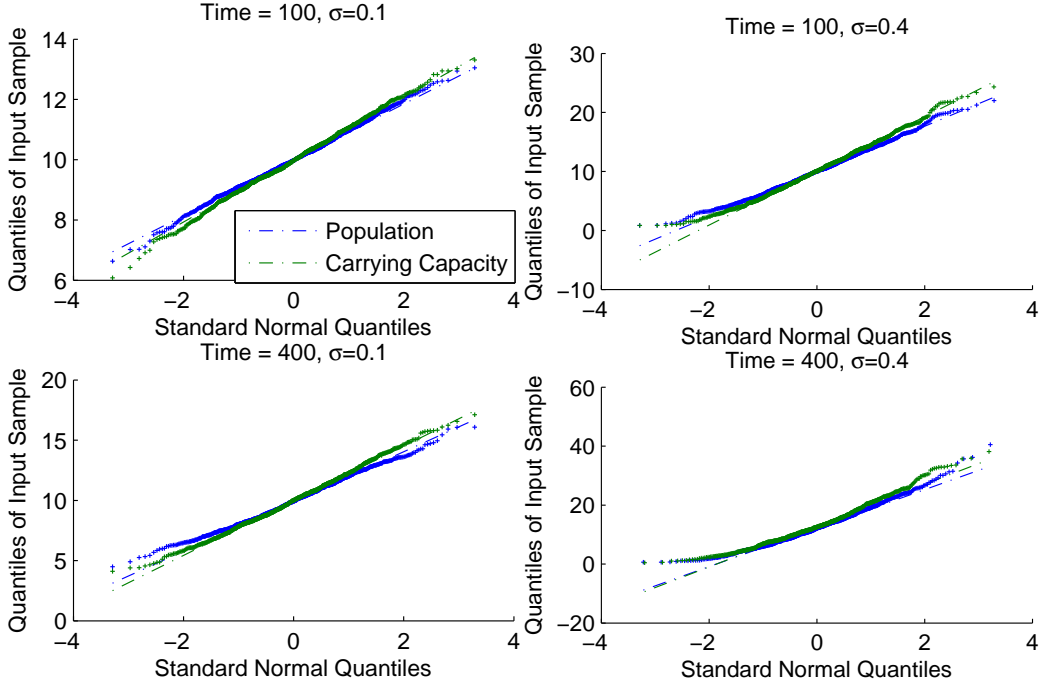 Time = 100, σ=0.1
Quantiles of Input Sample
14
12
10
8
6
−4
−2
0
2
4
Standard Normal Quantiles
Population
Carrying Capacity
Time = 100, σ=0.4
Quantiles of Input Sample
30
20
10
0
−10
−4
−2
0
2
4
Standard Normal Quantiles
Time = 400, σ=0.1
Quantiles of Input Sample
20
15
10
5
0
−4
−2
0
2
4
Standard Normal Quantiles
Time = 400, σ=0.4
Quantiles of Input Sample
60
40
20
0
−20
−4
−2
0
2
4
Standard Normal Quantiles